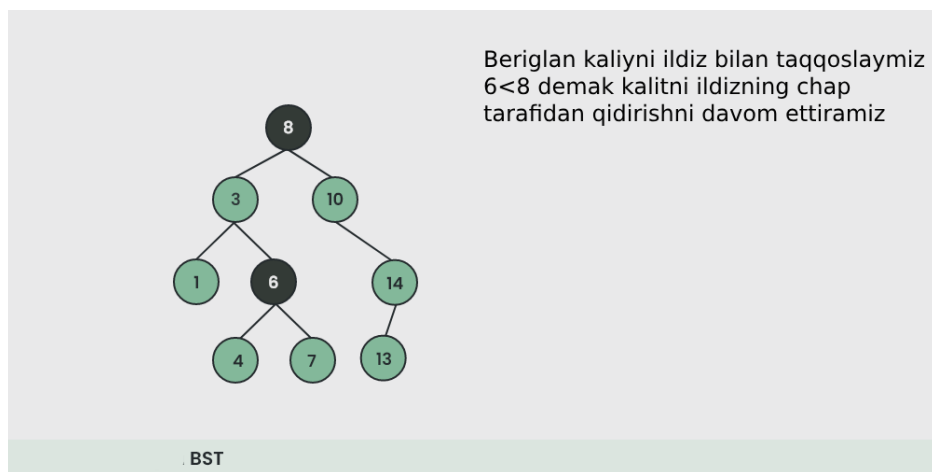 Beriglan kaliyni ildiz bilan taqqoslaymiz
6<8 demak kalitni ildizning chap
tarafidan qidirishni davom ettiramiz
8
3 10
1 6 14
4 7 13
BST